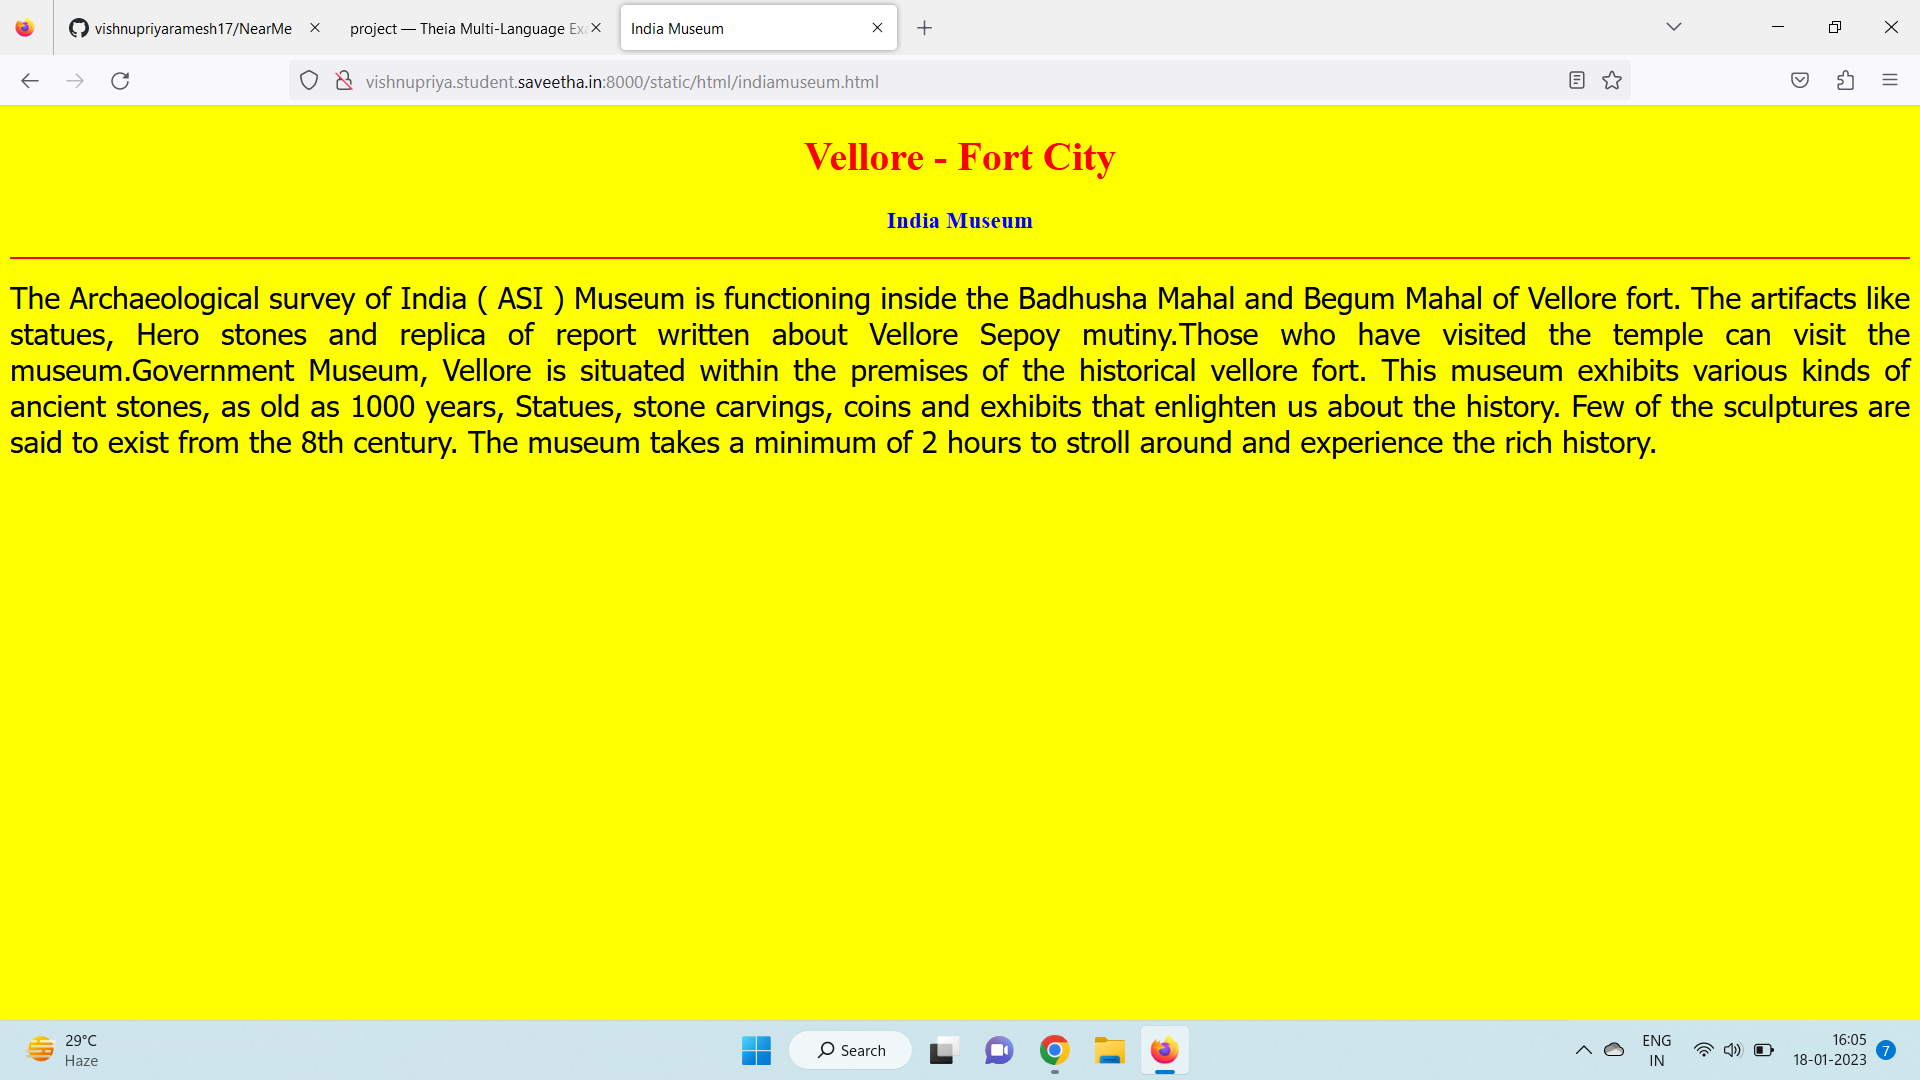 vishnupriyaramesh17/NearMe
project — Theia Multi-Language Exa
India Museum
vishnupriya.student.saveetha.in:8000/static/html/indiamuseum.html
Vellore - Fort City
India Museum
The Archaeological survey of India ( ASI ) Museum is functioning inside the Badhusha Mahal and Begum Mahal of Vellore fort. The artifacts like
statues, Hero stones and replica of report written about Vellore Sepoy mutiny.Those who have visited the temple can visit the
museum.Government Museum, Vellore is situated within the premises of the historical vellore fort. This museum exhibits various kinds of
ancient stones, as old as 1000 years, Statues, stone carvings, coins and exhibits that enlighten us about the history. Few of the sculptures are
said to exist from the 8th century. The museum takes a minimum of 2 hours to stroll around and experience the rich history.
29°C
Haze
Search
ENG
IN
16:05
18-01-2023
7